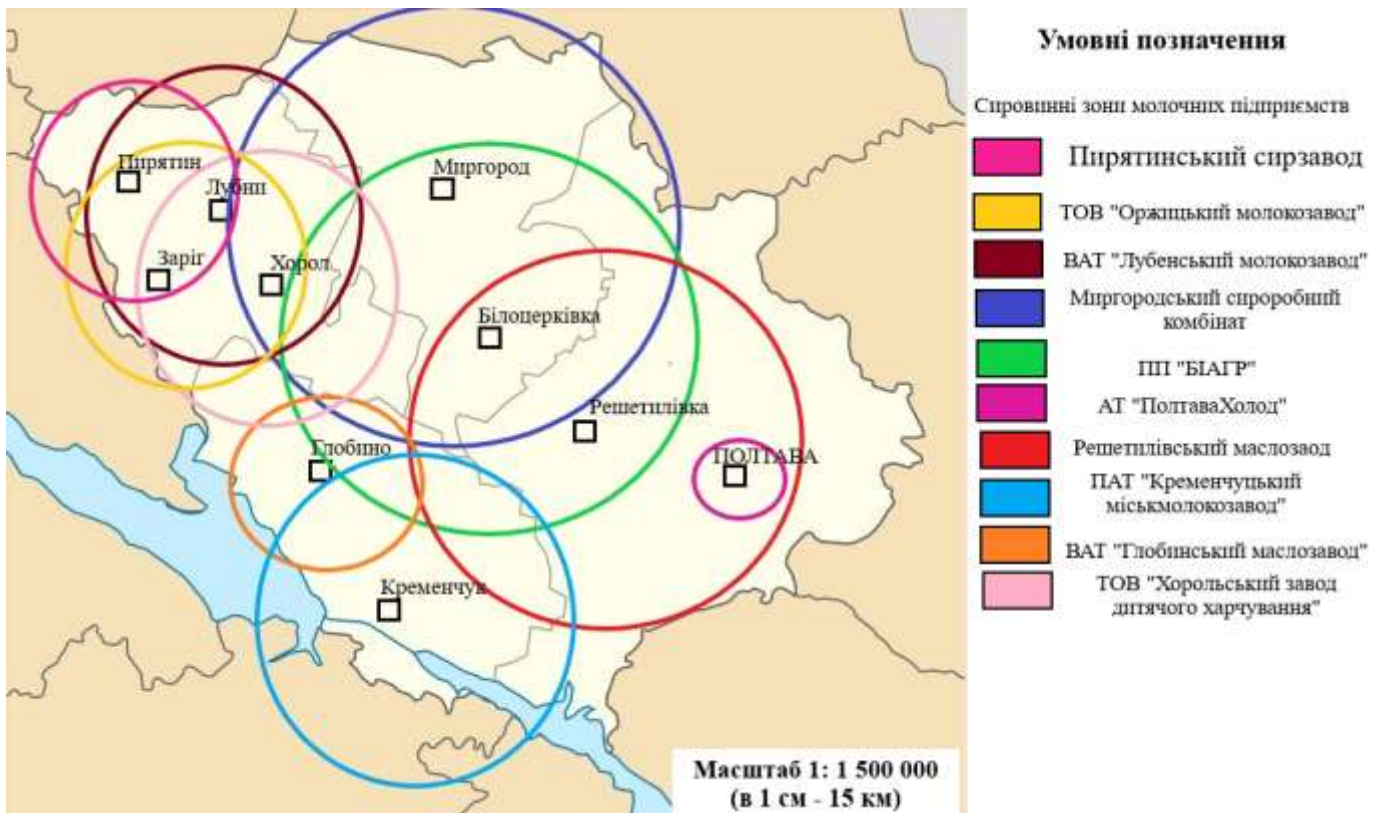 Пирятин
Лубни
Заріг
Хорол
Миргород
Білоцерківка
Решетилівка
Глобино
ПОЛТАВА
Кременчук
Масштаб 1: 1 500 000
(в 1 см - 15 км)
Умовні позначення
Сировинні зони молочних підприємств
Пирятинський сирзавод
ТОВ "Оржицький молокозавод"
ВАТ "Лубенський молокозавод"
Миргородський сироробний
комбінат
ПП "БІАГР"
АТ "ПолтаваХолод"
Решетилівський маслозаод
ПАТ "Кременчуцький
міськмолокозавод"
ВАТ "Глобинський маслозавод"
ТОВ "Хорольський завод
дитячого харчування"